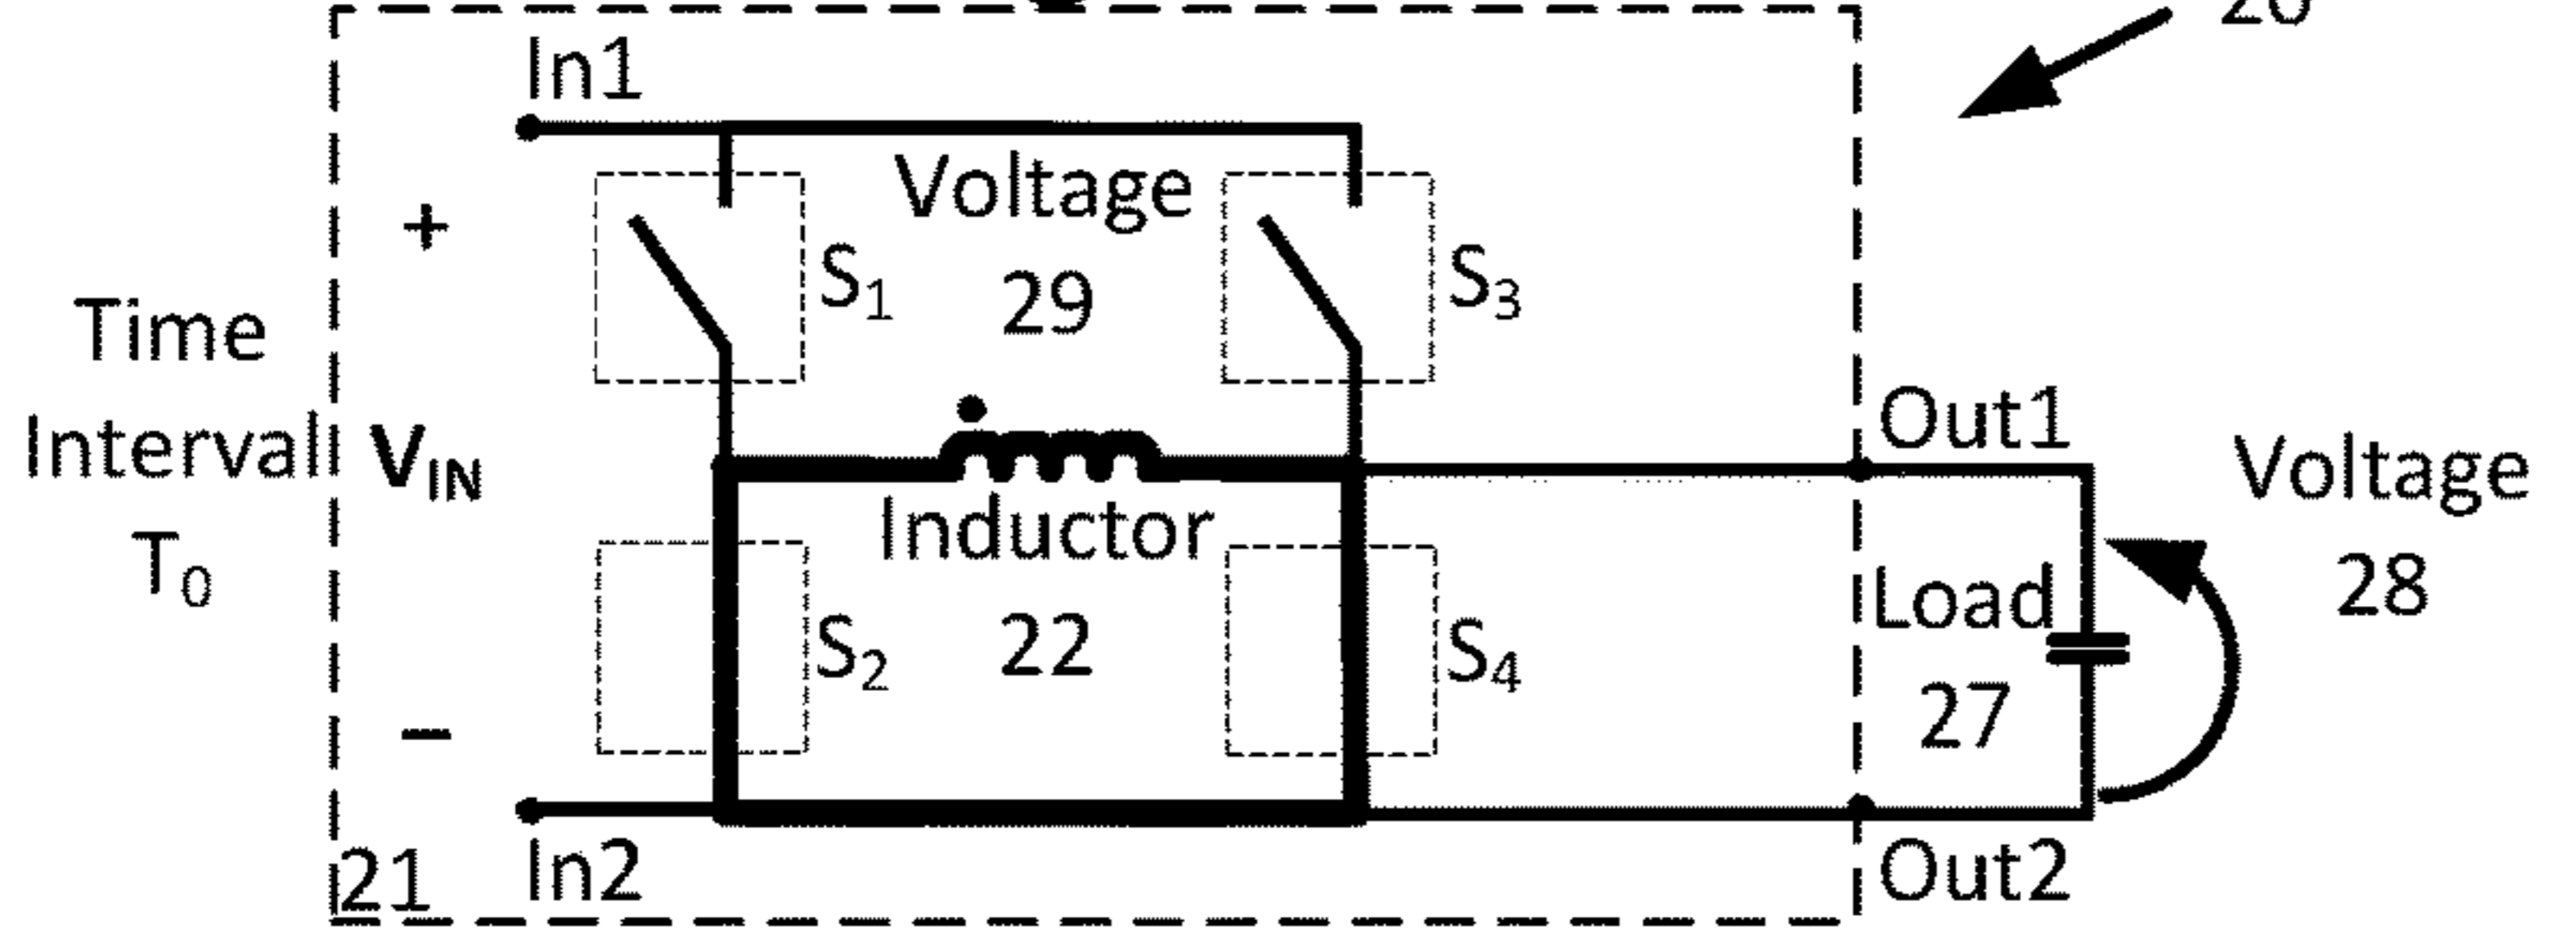 In1
+
Voltage
29
S1
S3
Time
Interval
T0
VIN
Out1
Voltage
28
Inductor
22
S2
S4
Load
27
−
21
In2
Out2